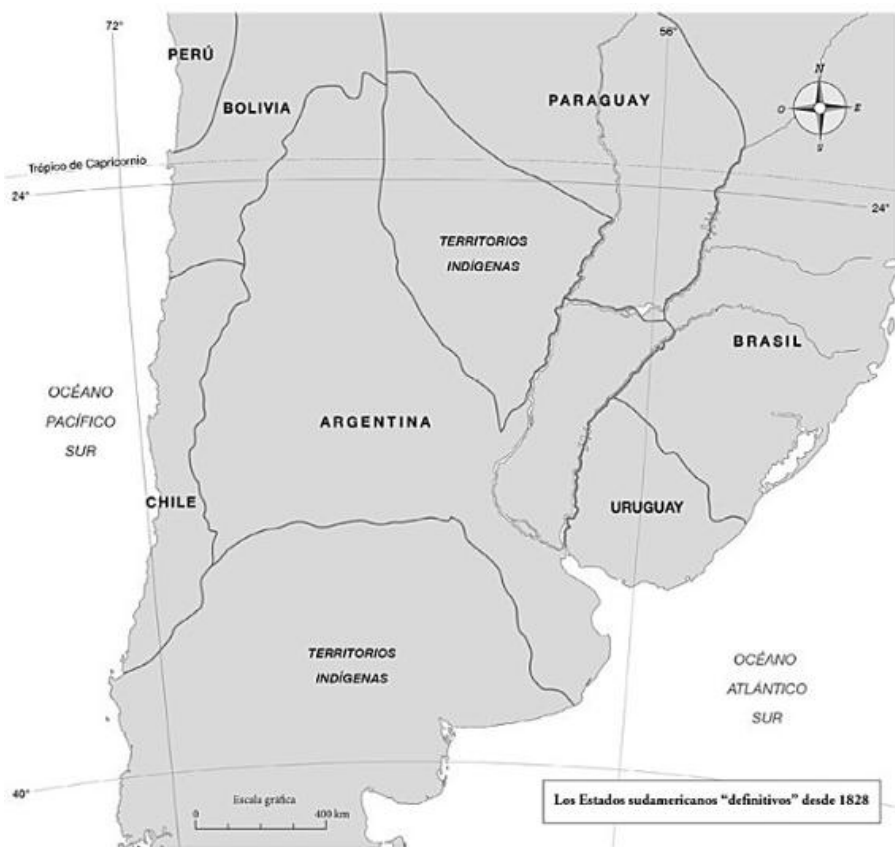 72°
56°
PERÚ
BOLIVIA
PARAGUAY
N
O
E
S
Trópico de Capricornio
24°
24°
TERRITORIOS
INDÍGENAS
BRASIL
OCÉANO
PACÍFICO
SUR
ARGENTINA
CHILE
URUGUAY
TERRITORIOS
INDÍGENAS
OCÉANO
ATLÁNTICO
SUR
40°
Escala gráfica
0
400 km
Los Estados sudamericanos “definitivos” desde 1828